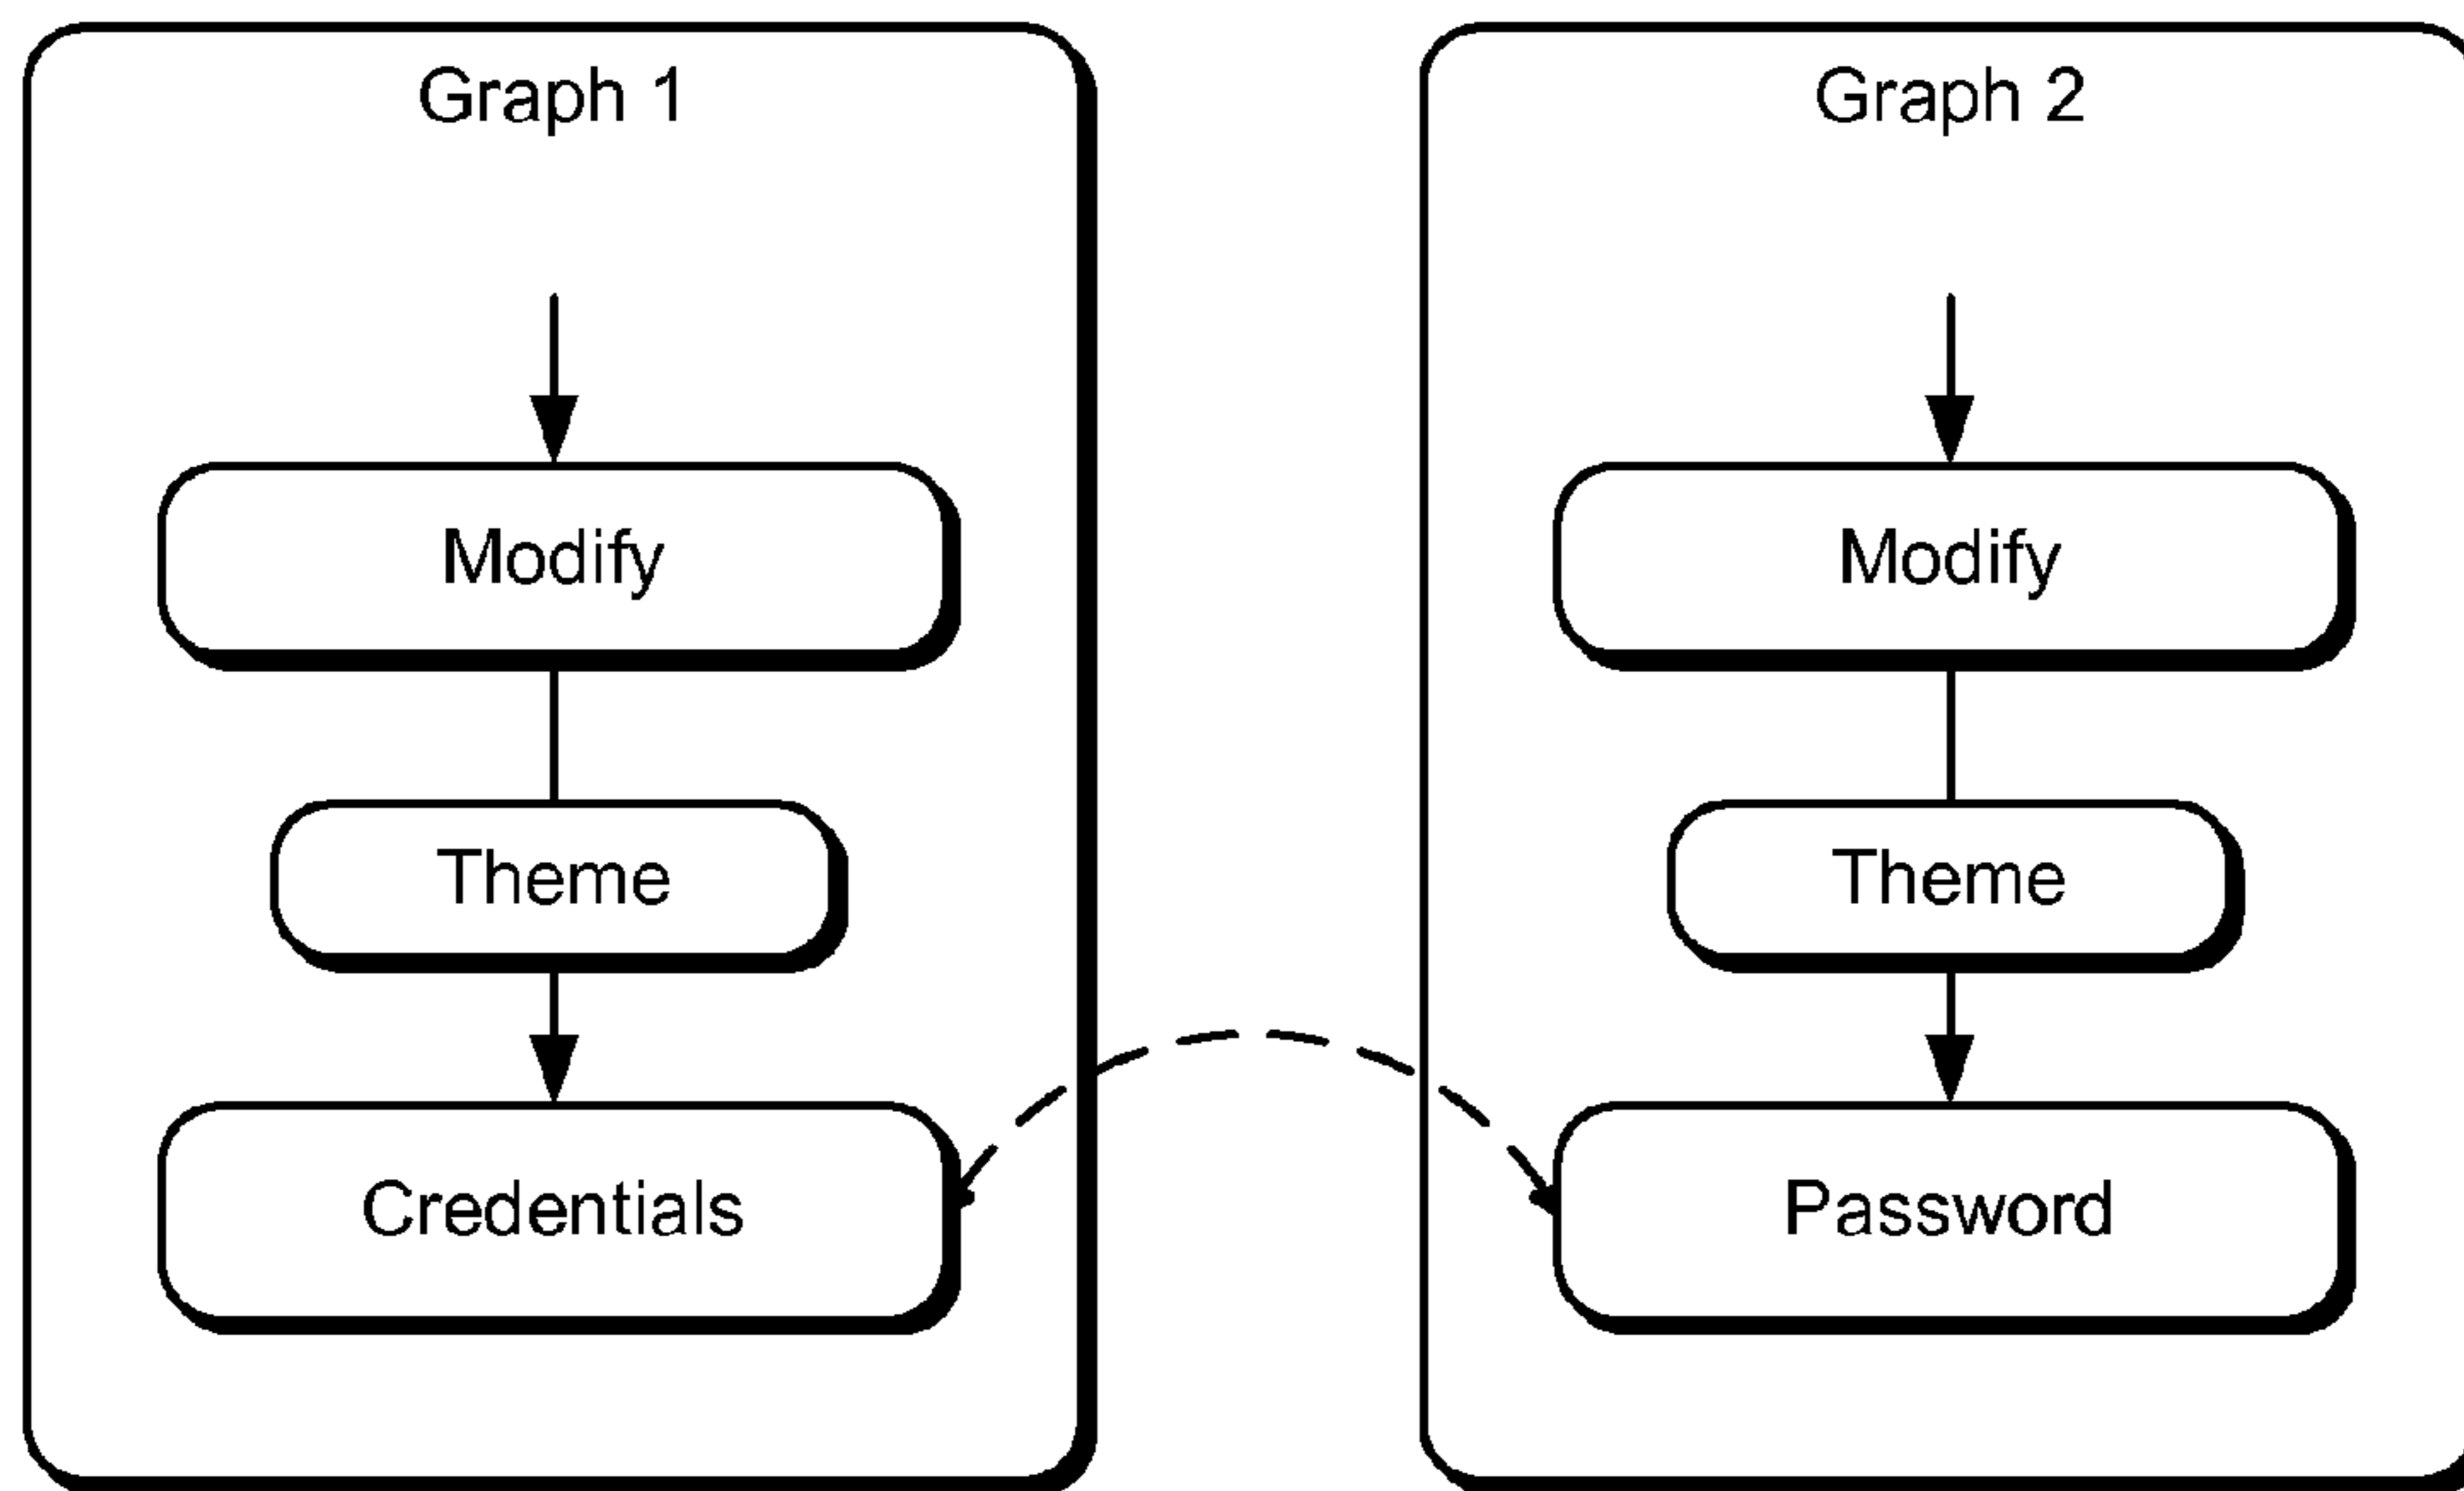 Graph 1
Modify
Theme
Credentials
Graph 2
Modify
Theme
Password